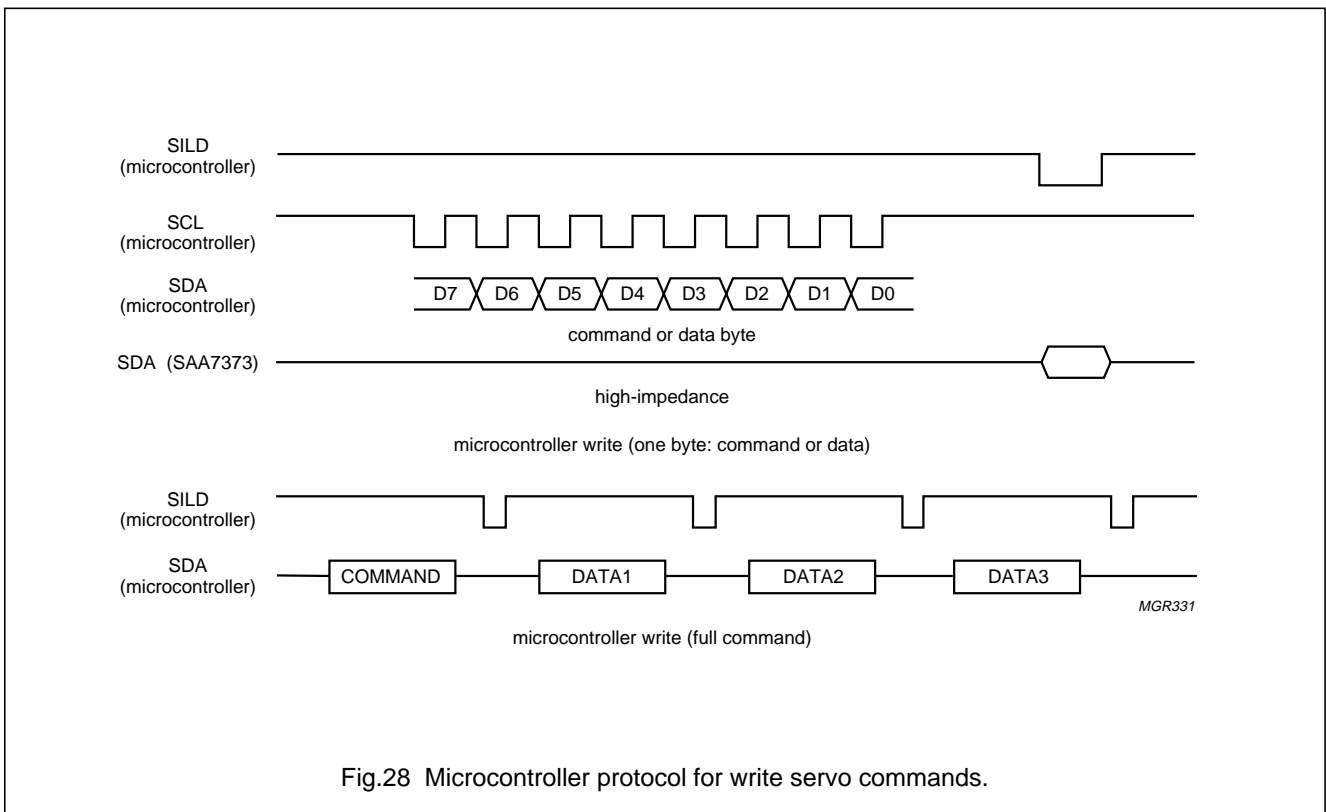 SILD
(microcontroller)
SCL
(microcontroller)
SDA
(microcontroller)
D7 D6 D5 D4 D3 D2 D1 D0
command or data byte
SDA (SAA7373)
high-impedance
microcontroller write (one byte: command or data)
SILD
(microcontroller)
SDA
(microcontroller)
COMMAND DATA1 DATA2 DATA3
MGR331
microcontroller write (full command)
Fig.28 Microcontroller protocol for write servo commands.